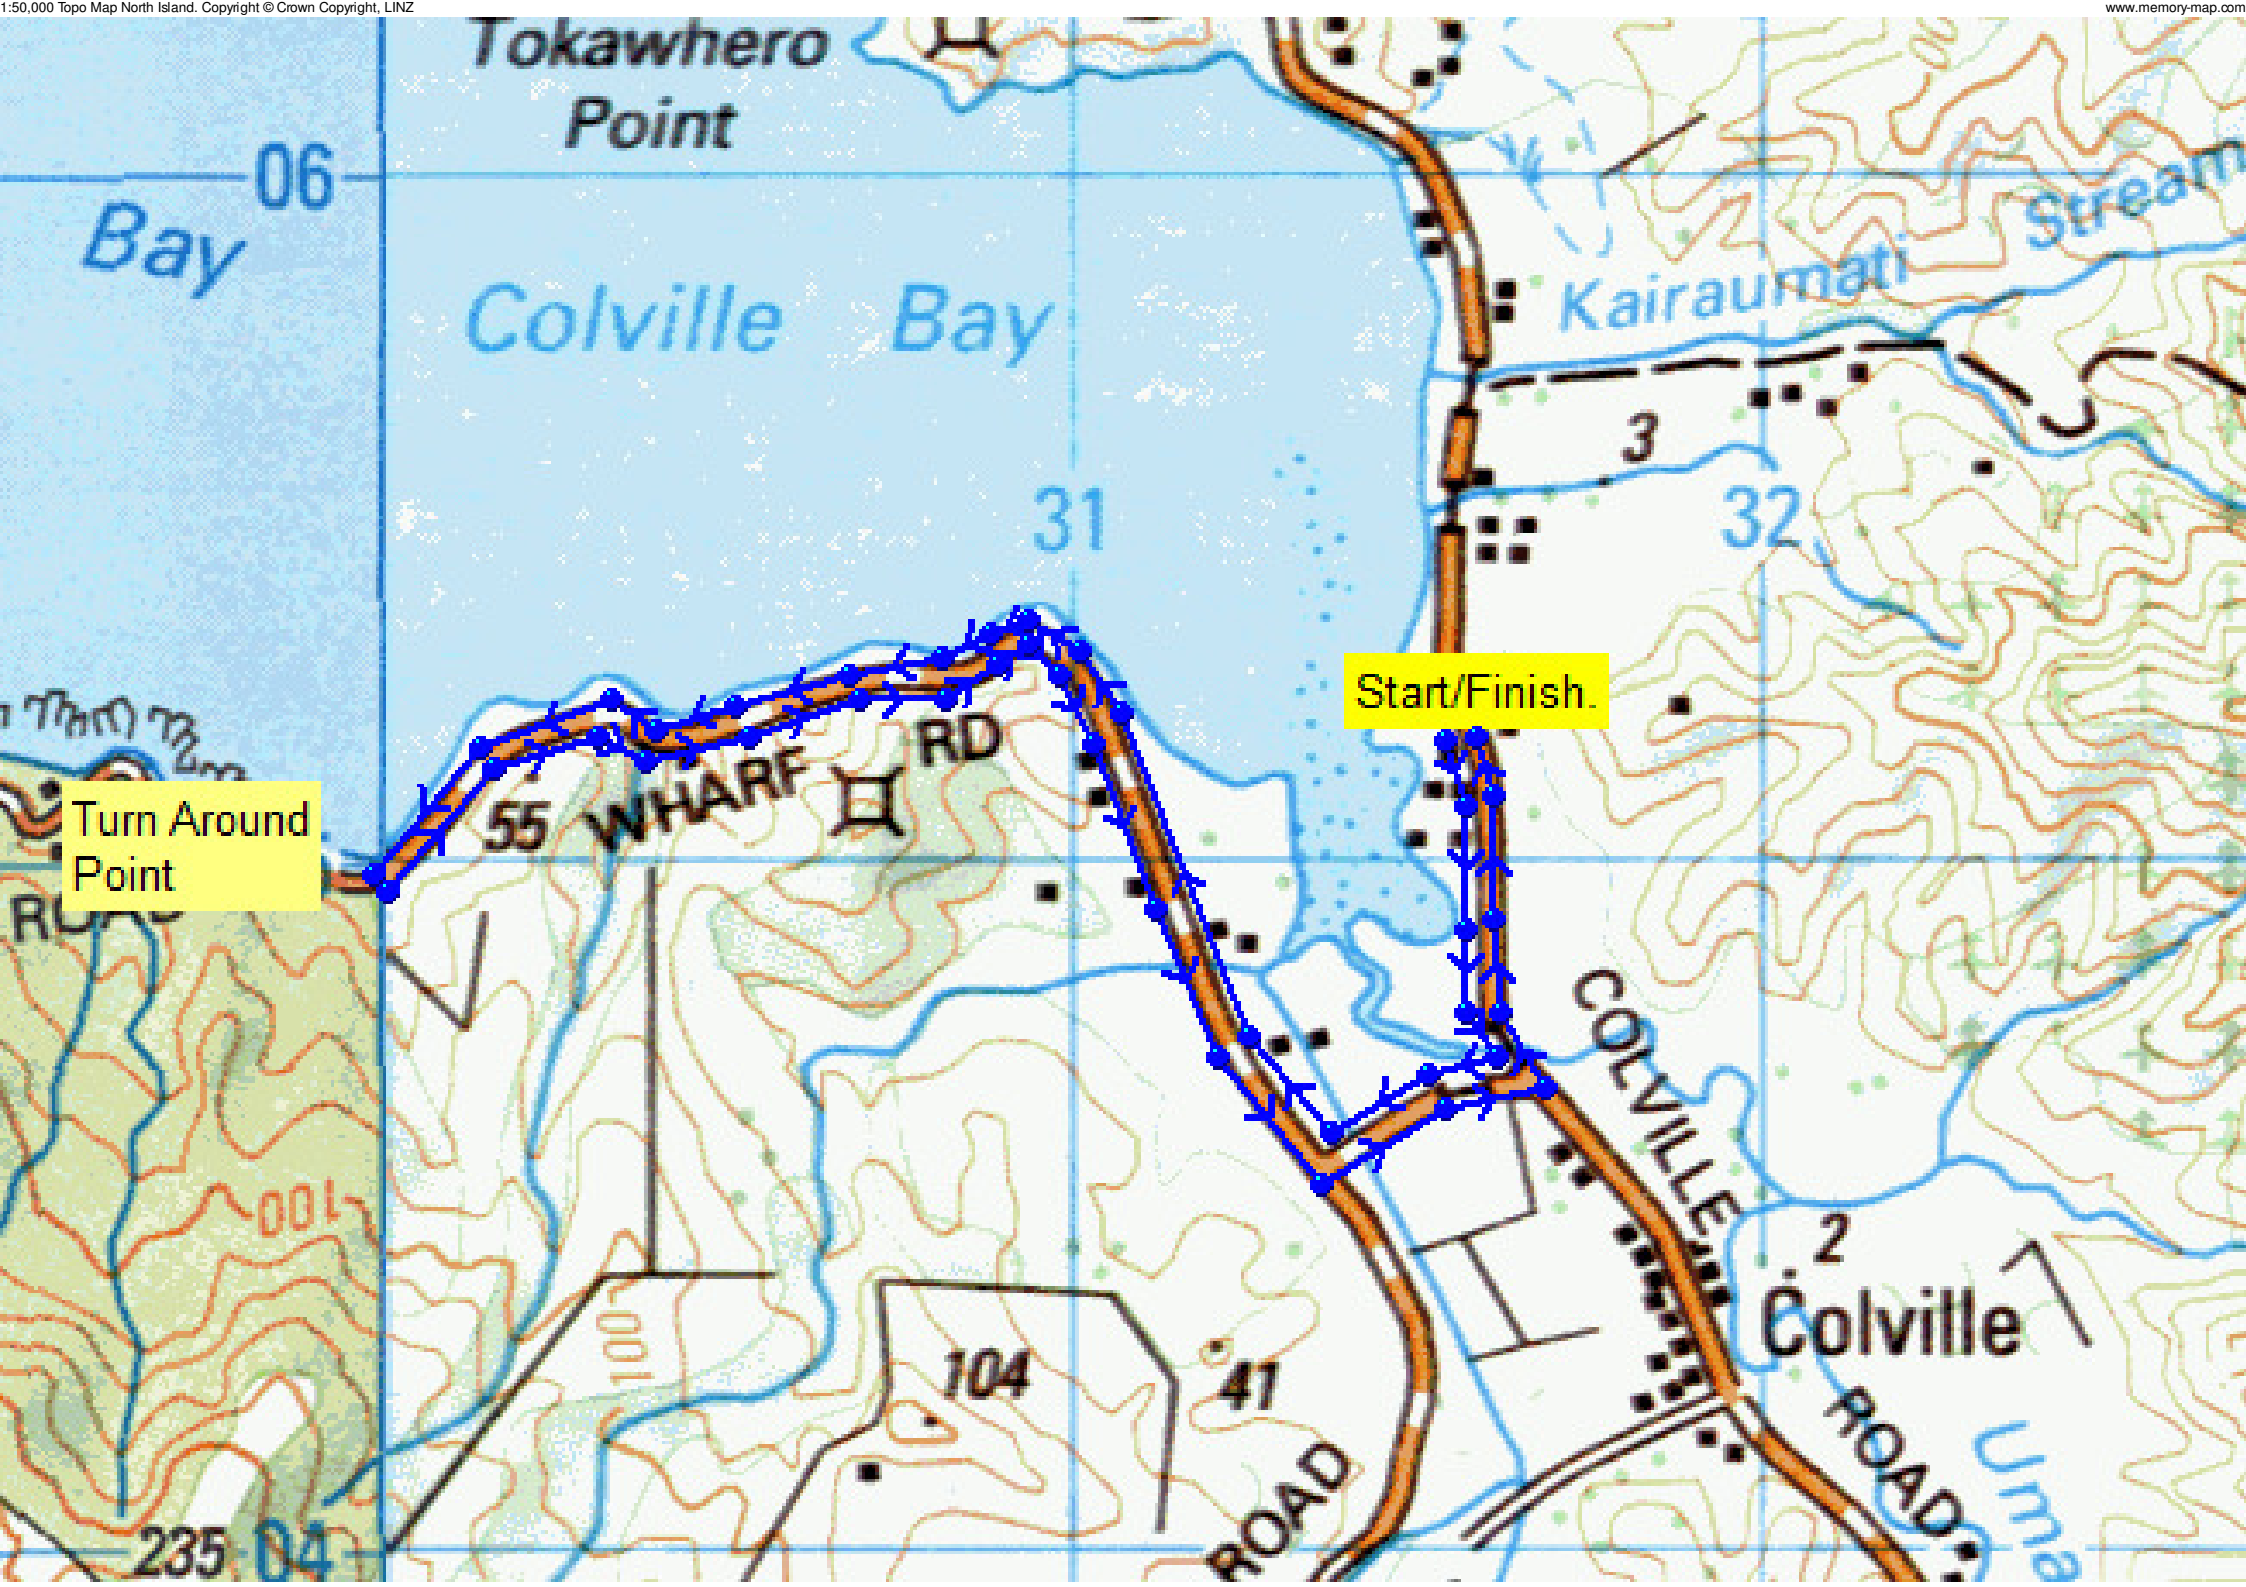 1:50,000 Topo Map North Island. Copyright © Crown Copyright, LINZ
www.memory-map.com
Tokawhero
Point
06
Bay
Colville Bay
Stream
Kairaumati
3
31
32
Start/Finish.
RD
WHARF
55
Turn Around
Point
ROAD
COLVILLE
100
2
Colville
100
104
41
ROAD
ROAD
Uma
235
04